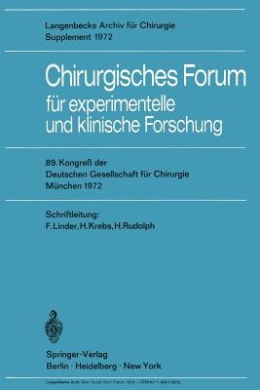 Langenbecks Archiv für Chirurgie
Supplement 1972
Chirurgisches Forum
für experimentelle
und klinische Forschung
89. Kongreß der
Deutschen Gesellschaft für Chirurgie
München 1972
Schriftleitung:
F. Linder, H. Krebs, H. Rudolph
Springer-Verlag
Berlin · Heidelberg · New York